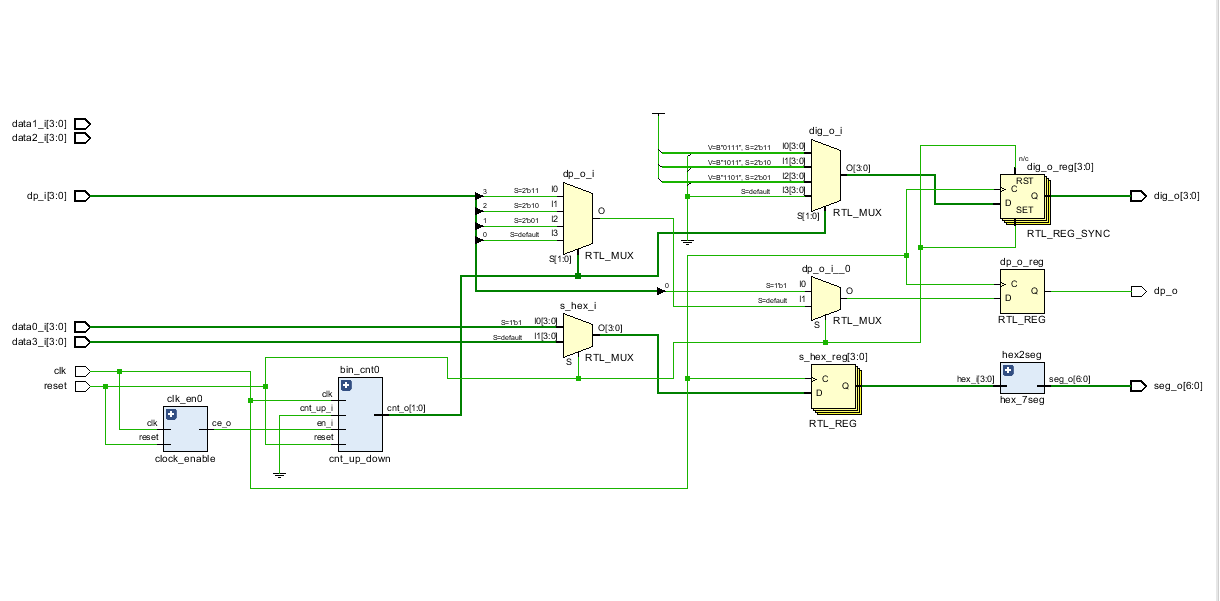 data1_i[3:0]
data2_i[3:0]
dp_i[3:0]
data0_i[3:0]
data3_i[3:0]
clk
reset
clk_en0
clk
reset
ce_o
clock_enable
bin_cnt0
clk
cnt_up_i
en_i
reset
cnt_o[1:0]
cnt_up_down
dp_o_i
3
S=2'b11
I0
2
S=2'b10
I1
O
1
S=2'b01
I2
0
S=default
I3
S[1:0]
RTL_MUX
s_hex_i
S=1'b1
I0[3:0]
O[3:0]
S=default
I1[3:0]
S
RTL_MUX
dig_o_i
V=B"0111", S=2'b11
I0[3:0]
V=B"1011", S=2'b10
I1[3:0]
O[3:0]
V=B"1101", S=2'b01
I2[3:0]
S=default
I3[3:0]
S[1:0]
RTL_MUX
dp_o_i__0
0
S=1'b1
I0
O
S=default
I1
S
RTL_MUX
s_hex_reg[3:0]
C
Q
D
RTL_REG
n/c
dig_o_reg[3:0]
RST
C
Q
D
SET
RTL_REG_SYNC
dp_o_reg
C
Q
D
RTL_REG
hex2seg
hex_i[3:0]
seg_o[6:0]
hex_7seg
dig_o[3:0]
dp_o
seg_o[6:0]